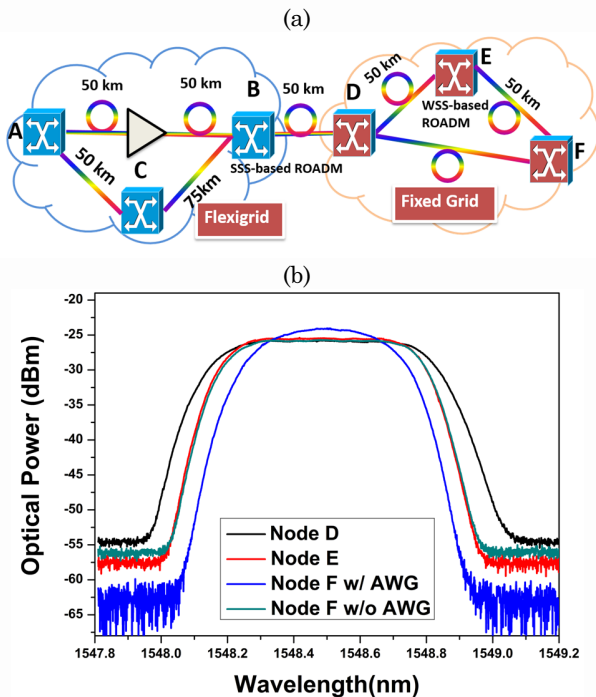 (a)
50 km
50 km
50 km
50 km
E
B
D
A
WSS-based
ROADM
50 km
C
F
50 km
SSS-based ROADM
75km
Flexigrid
Fixed Grid
(b)
-20
-25
-30
-35
-40
-45
-50
-55
-60
-65
Optical Power (dBm)
Node D
Node E
Node F w/ AWG
Node F w/o AWG
1547.8 1548.0 1548.2 1548.4 1548.6 1548.8 1549.0 1549.2
Wavelength(nm)